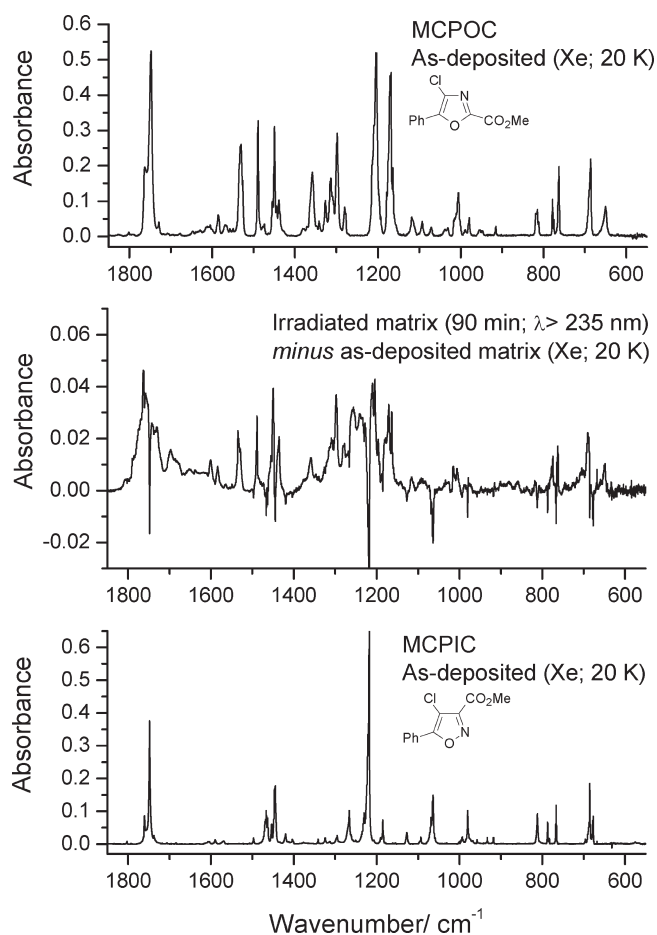 MCPOC
As-deposited (Xe; 20 K)
Cl
N
Ph
O
CO2Me
Absorbance
0.6
0.5
0.4
0.3
0.2
0.1
0.0
1800 1600 1400 1200 1000 800 600
Irradiated matrix (90 min; λ> 235 nm)
minus as-deposited matrix (Xe; 20 K)
Absorbance
0.06
0.04
0.02
0.00
-0.02
1800 1600 1400 1200 1000 800 600
MCPIC
As-deposited (Xe; 20 K)
Cl
CO2Me
Ph
O
N
Absorbance
0.6
0.5
0.4
0.3
0.2
0.1
0.0
1800 1600 1400 1200 1000 800 600
Wavenumber/ cm-1